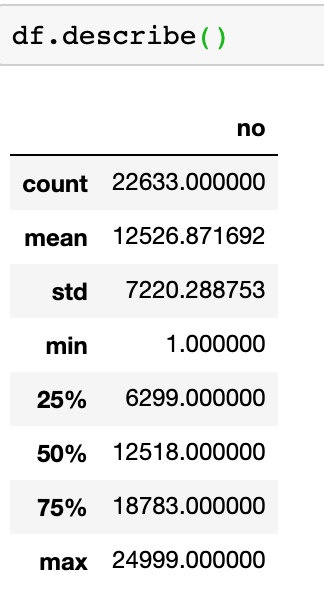 df.describe()
no
count 22633.000000
mean 12526.871692
std 7220.288753
min 1.000000
25% 6299.000000
50% 12518.000000
75% 18783.000000
max 24999.000000